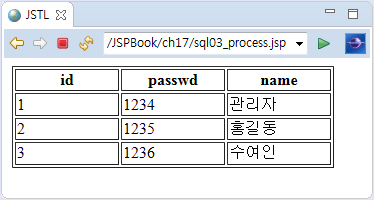 JSTL
/JSPBook/ch17/sql03_process.jsp
id passwd name
1 1234 관리자
2 1235 홍길동
3 1236 수여인